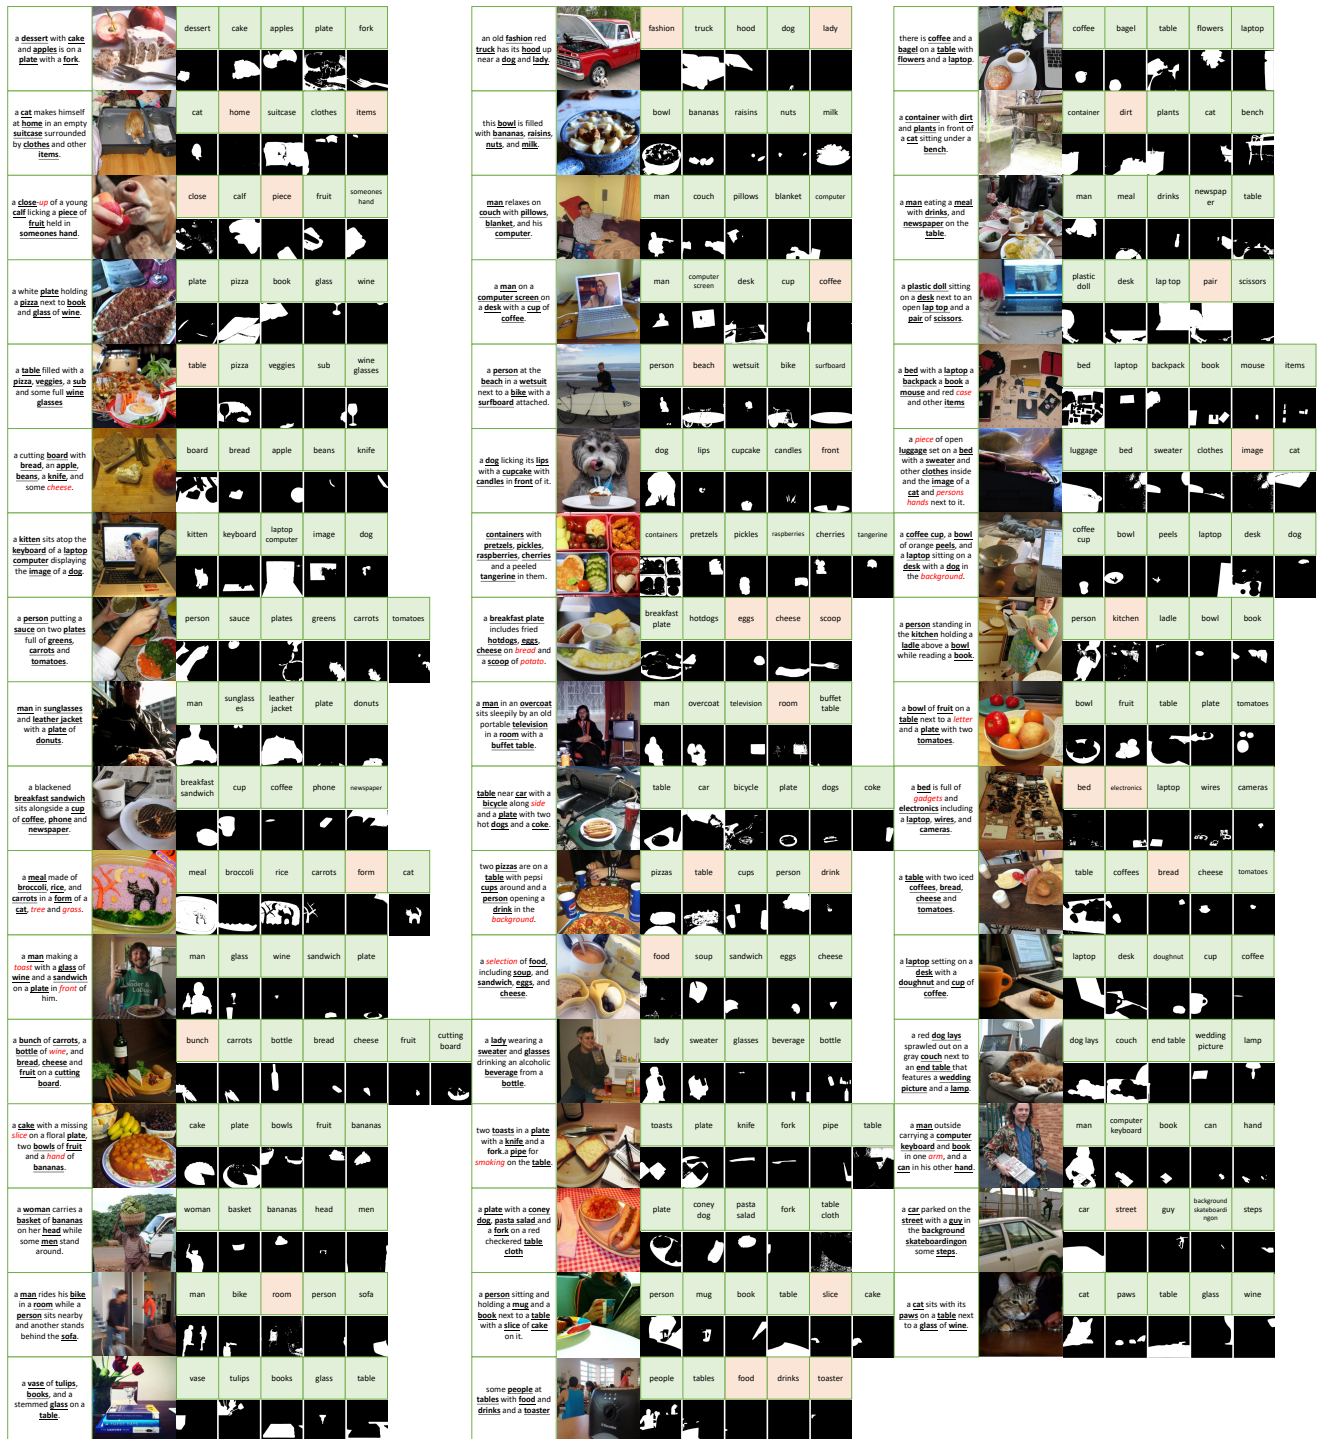 a dessert with cake
and apples is on a
plate with a fork.
dessert cake apples plate fork
a cat makes himself
at home in an empty
suitcase surrounded
by clothes and other
items.
cat home suitcase clothes items
a close-up of a young
calf licking a piece of
fruit held in
someones hand.
close calf piece fruit someones
hand
a white plate holding
a pizza next to book
and glass of wine.
plate pizza book glass wine
a table filled with a
pizza, veggies, a sub
and some full wine
glasses
table pizza veggies sub wine
glasses
a cutting board with
bread, an apple,
beans, a knife, and
some cheese.
board bread apple beans knife
a kitten sits atop the
keyboard of a laptop
computer displaying
the image of a dog.
kitten keyboard laptop
computer image dog
a person putting a
sauce on two plates
full of greens,
carrots and
tomatoes.
person sauce plates greens carrots tomatoes
man in sunglasses
and leather jacket
with a plate of
donuts.
man sunglass
es leather
jacket plate donuts
a blackened
breakfast sandwich
sits alongside a cup
of coffee, phone and
newspaper.
breakfast
sandwich cup coffee phone newspaper
a meal made of
broccoli, rice, and
carrots in a form of a
cat, tree and grass.
meal broccoli rice carrots form cat
a man making a
toast with a glass of
wine and a sandwich
on a plate in front of
him.
man glass wine sandwich plate
a bunch of carrots, a
bottle of wine, and
bread, cheese and
fruit on a cutting
board.
bunch carrots bottle bread cheese fruit cutting
board
a cake with a missing
slice on a floral plate,
two bowls of fruit
and a hand of
bananas.
cake plate bowls fruit bananas
a woman carries a
basket of bananas
on her head while
some men stand
around.
woman basket bananas head men
a man rides his bike
in a room while a
person sits nearby
and another stands
behind the sofa.
man bike room person sofa
a vase of tulips,
books, and a
stemmed glass on a
table.
vase tulips books glass table
an old fashion red
truck has its hood up
near a dog and lady.
fashion truck hood dog lady
this bowl is filled
with bananas, raisins,
nuts, and milk.
bowl bananas raisins nuts milk
man relaxes on
couch with pillows,
blanket, and his
computer.
man couch pillows blanket computer
a man on a
computer screen on
a desk with a cup of
coffee.
man computer
screen desk cup coffee
a person at the
beach in a wetsuit
next to a bike with a
surfboard attached.
person beach wetsuit bike surfboard
a dog licking its lips
with a cupcake with
candles in front of it.
dog lips cupcake candles front
containers with
pretzels, pickles,
raspberries, cherries
and a peeled
tangerine in them.
containers pretzels pickles raspberries cherries tangerine
a breakfast plate
includes fried
hotdogs, eggs,
cheese on bread and
a scoop of potato.
breakfast
plate hotdogs eggs cheese scoop
a man in an overcoat
sits sleepily by an old
portable television
in a room with a
buffet table.
man overcoat television room buffet
table
table near car with a
bicycle along side
and a plate with two
hot dogs and a coke.
table car bicycle plate dogs coke
two pizzas are on a
table with pepsi
cups around and a
person opening a
drink in the
background.
pizzas table cups person drink
a selection of food,
including soup, and
sandwich, eggs, and
cheese.
food soup sandwich eggs cheese
a lady wearing a
sweater and glasses
drinking an alcoholic
beverage from a
bottle.
lady sweater glasses beverage bottle
two toasts in a plate
with a knife and a
fork.a pipe for
smoking on the table.
toasts plate knife fork pipe table
a plate with a coney
dog, pasta salad and
a fork on a red
checkered table
cloth
plate coney
dog pasta
salad fork table
cloth
a person sitting and
holding a mug and a
book next to a table
with a slice of cake
on it.
person mug book table slice cake
some people at
tables with food and
drinks and a toaster
people tables food drinks toaster
there is coffee and a
bagel on a table with
flowers and a laptop.
coffee bagel table flowers laptop
a container with dirt
and plants in front of
a cat sitting under a
bench.
container dirt plants cat bench
a man eating a meal
with drinks, and
newspaper on the
table.
man meal drinks newspap
er table
a plastic doll sitting
on a desk next to an
open lap top and a
pair of scissors.
plastic
doll desk lap top pair scissors
a bed with a laptop a
backpack a book a
mouse and red case
and other items
bed laptop backpack book mouse items
a piece of open
luggage set on a bed
with a sweater and
other clothes inside
and the image of a
cat and persons
hands next to it.
luggage bed sweater clothes image cat
a coffee cup, a bowl
of orange peels, and
a laptop sitting on a
desk with a dog in
the background.
coffee
cup bowl peels laptop desk dog
a person standing in
the kitchen holding a
ladle above a bowl
while reading a book.
person kitchen ladle bowl book
a bowl of fruit on a
table next to a letter
and a plate with two
tomatoes.
bowl fruit table plate tomatoes
a bed is full of
gadgets and
electronics including
a laptop, wires, and
cameras.
bed electronics laptop wires cameras
a table with two iced
coffees, bread,
cheese and
tomatoes.
table coffees bread cheese tomatoes
a laptop setting on a
desk with a
doughnut and cup of
coffee.
laptop desk doughnut cup coffee
a red dog lays
sprawled out on a
gray couch next to
an end table that
features a wedding
picture and a lamp.
dog lays couch end table wedding
picture lamp
a man outside
carrying a computer
keyboard and book
in one arm, and a
can in his other hand.
man computer
keyboard book can hand
a car parked on the
street with a guy in
the background
skateboardingon
some steps.
car street guy background
skateboardi
ngon steps
a cat sits with its
paws on a table next
to a glass of wine.
cat paws table glass wine